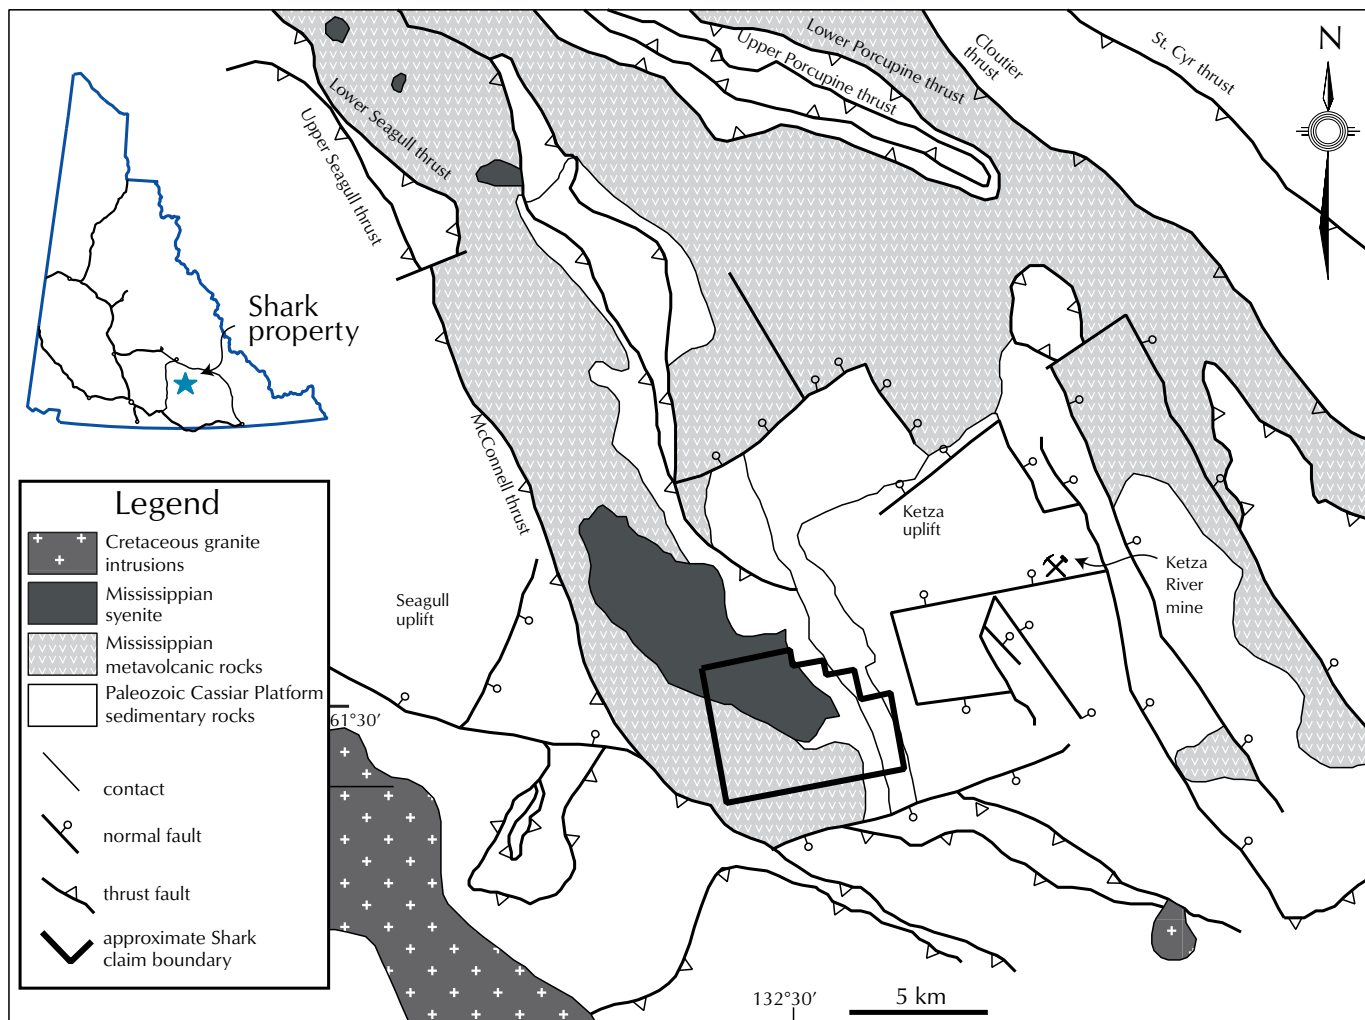 Lower Porcupine thrust
Upper Porcupine thrust
Cloutier
thrust
St. Cyr thrust
N
Lower Seagull thrust
Upper Seagull thrust
Shark
property
McConnell thrust
Ketza
uplift
Ketza
River
mine
Seagull
uplift
61°30'
132°30'
5 km
Legend
Cretaceous granite
intrusions
Mississippian
syenite
Mississippian
metavolcanic rocks
Paleozoic Cassiar Platform
sedimentary rocks
contact
normal fault
thrust fault
approximate Shark
claim boundary